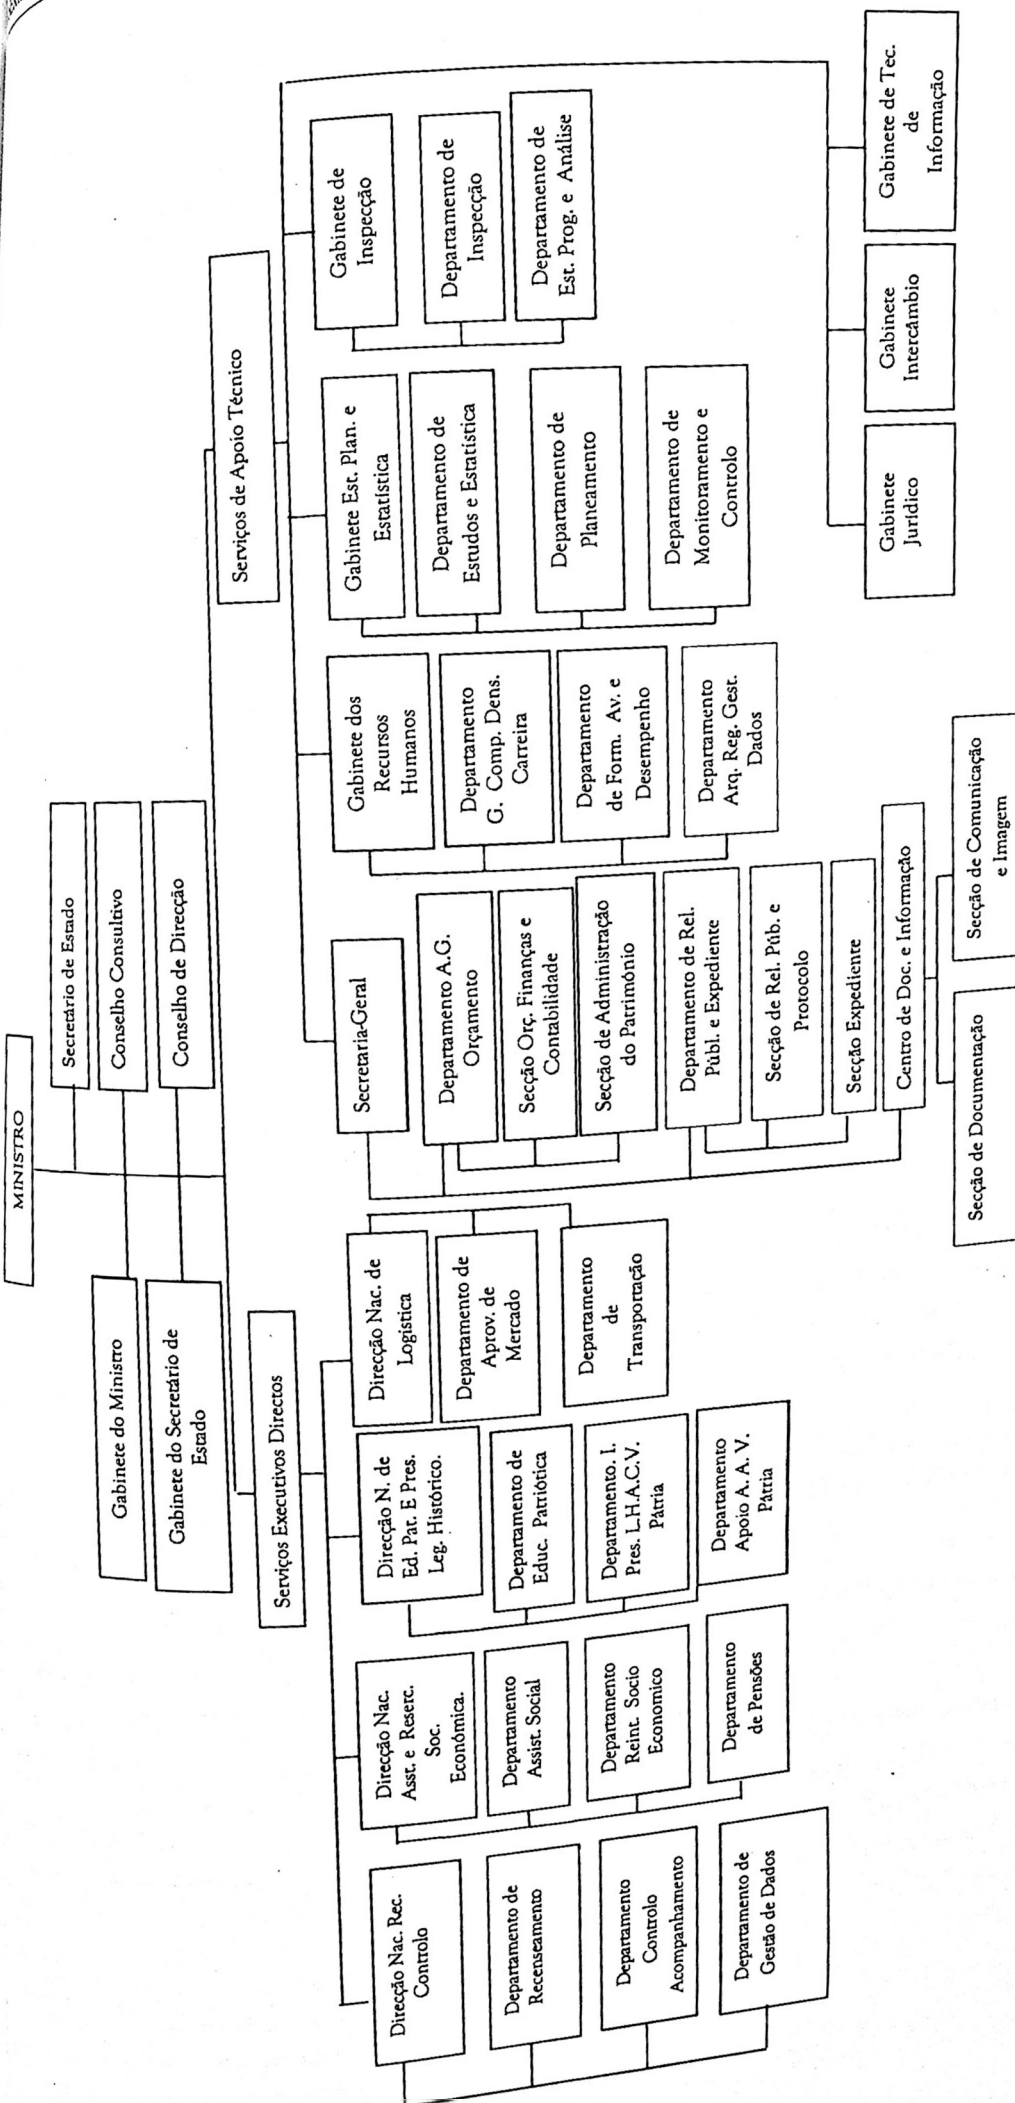 MINISTRO
Secretário de Estado
Gabinete do Ministro
Conselho Consultivo
Gabinete do Secretário de
Estado
Conselho de Direcção
Serviços Executivos Directos
Serviços de Apoio Técnico
Direcção Nac. Rec.
Controlo
Departamento de
Recenseamento
Departamento
Controlo
Acompanhamento
Departamento de
Gestão de Dados
Direcção Nac.
Asst. e Reserc.
Soc.
Económica.
Departamento
Assist. Social
Departamento
Reint. Socio
Economico
Departamento
de Pensões
Direcção N. de
Ed. Pat. E Pres.
Leg. Histórico.
Departamento de
Educ. Patriótica
Departamento. I.
Pres. L.H.A.C.V.
Pátria
Departamento
Apoio A. A. V.
Pátria
Direcção Nac. de
Logística
Departamento de
Aprov. de
Mercado
Departamento
de
Transportação
Secretaria-Geral
Departamento A.G.
Orçamento
Secção Orç. Finanças e
Contabilidade
Secção de Administração
do Património
Departamento de Rel.
Públ. e Expediente
Secção de Rel. Púb. e
Protocolo
Secção Expediente
Centro de Doc. e Informação
Secção de Documentação
Secção de Comunicação
e Imagem
Gabinete dos
Recursos
Humanos
Departamento
G. Comp. Dens.
Carreira
Departamento
de Form. Av. e
Desempenho
Departamento
Arq. Reg. Gest.
Dados
Gabinete Est. Plan. e
Estatística
Departamento de
Estudos e Estatística
Departamento de
Planeamento
Departamento de
Monitoramento e
Controlo
Gabinete de
Inspecção
Departamento de
Inspecção
Departamento de
Est. Prog. e Análise
Gabinete
Jurídico
Gabinete
Intercâmbio
Gabinete de Tec.
de
Informação